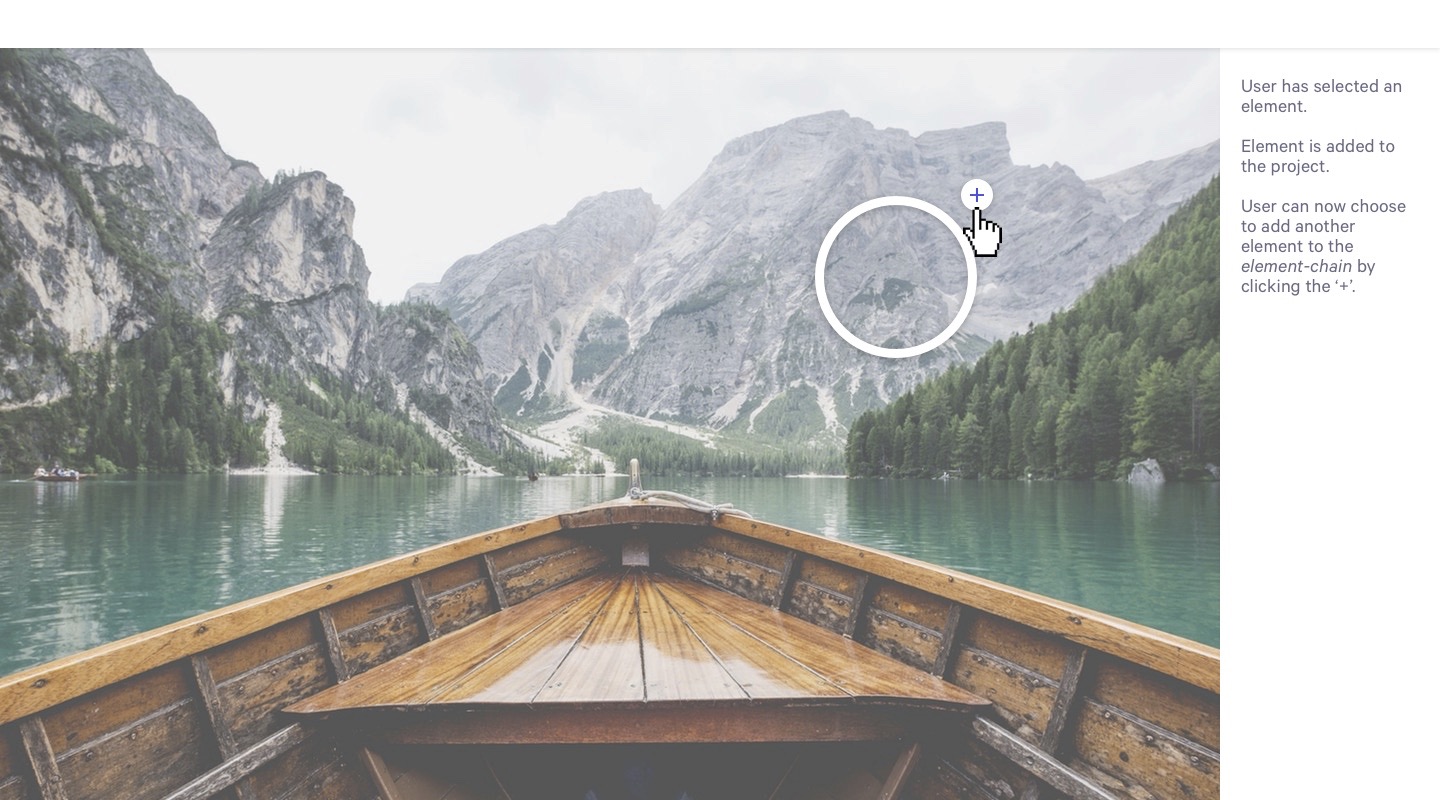 User has selected an
element.
Element is added to
the project.
User can now choose
to add another
element to the
element-chain by
clicking the ‘+’.